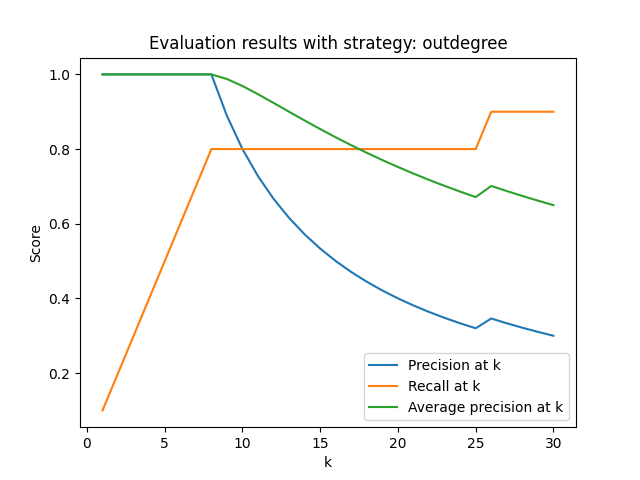 Evaluation results with strategy: outdegree
Score
1.0
0.8
0.6
0.4
0.2
0 5 10 15 20 25 30
k
Precision at k
Recall at k
Average precision at k